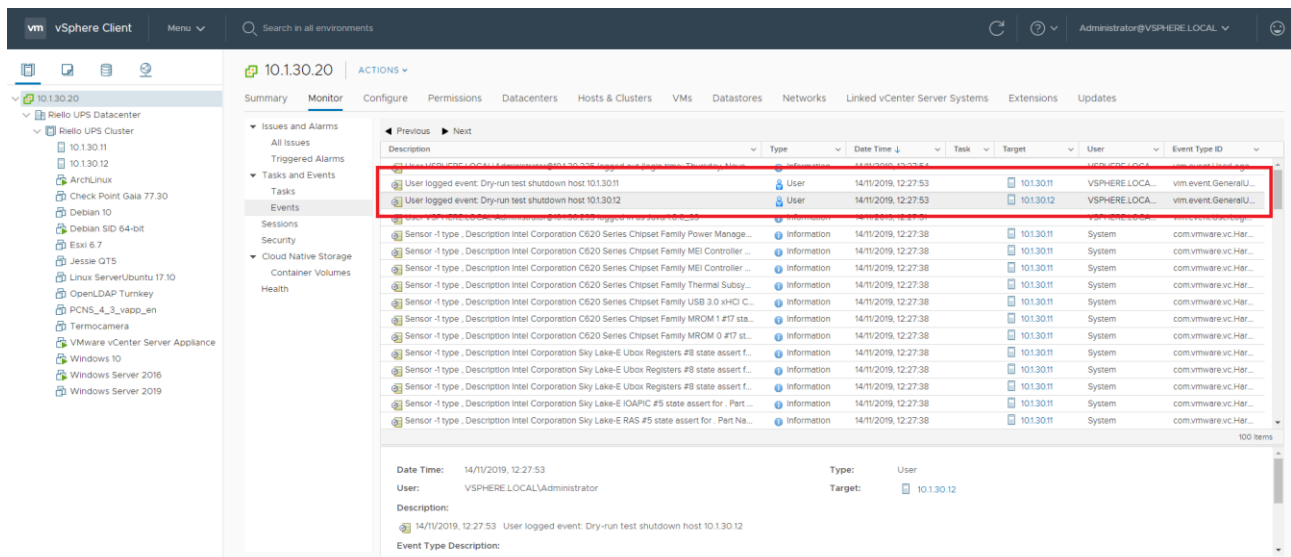 vm vSphere Client Menu Search in all environments Administrator@VSPHERE.LOCAL
10.1.30.20 ACTIONS
Summary Monitor Configure Permissions Datacenters Hosts & Clusters VMs Datastores Networks Linked vCenter Server Systems Extensions Updates
10.1.30.20
Riello UPS Datacenter
Riello UPS Cluster
10.1.30.11
10.1.30.12
ArchLinux
Check Point Gaia 77.30
Debian 10
Debian SID 64-bit
Esxi 6.7
Jessie QT5
Linux ServerUbuntu 17.10
OpenLDAP Turnkey
PCNS_4_3_vapp_en
Termocamera
VMware vCenter Server Appliance
Windows 10
Windows Server 2016
Windows Server 2019
Issues and Alarms
All Issues
Triggered Alarms
Tasks and Events
Tasks
Events
Sessions
Security
Cloud Native Storage
Container Volumes
Health
Previous Next
Description Type Date Time Task Target User Event Type ID
User logged event: Dry-run test shutdown host 10.1.30.11 User 14/11/2019, 12:27:53 10.1.30.11 VSPHERE.LOCA... vim.event.GeneralU...
User logged event: Dry-run test shutdown host 10.1.30.12 User 14/11/2019, 12:27:53 10.1.30.12 VSPHERE.LOCA... vim.event.GeneralU...
Sensor -1 type , Description Intel Corporation C620 Series Chipset Family Power Manage... Information 14/11/2019, 12:27:38 10.1.30.11 System com.vmware.vc.Har...
Sensor -1 type , Description Intel Corporation C620 Series Chipset Family MEI Controller ... Information 14/11/2019, 12:27:38 10.1.30.11 System com.vmware.vc.Har...
Sensor -1 type , Description Intel Corporation C620 Series Chipset Family MEI Controller ... Information 14/11/2019, 12:27:38 10.1.30.11 System com.vmware.vc.Har...
Sensor -1 type , Description Intel Corporation C620 Series Chipset Family Thermal Subsy... Information 14/11/2019, 12:27:38 10.1.30.11 System com.vmware.vc.Har...
Sensor -1 type , Description Intel Corporation C620 Series Chipset Family USB 3.0 xHCI C... Information 14/11/2019, 12:27:38 10.1.30.11 System com.vmware.vc.Har...
Sensor -1 type , Description Intel Corporation C620 Series Chipset Family MROM 1 #17 sta... Information 14/11/2019, 12:27:38 10.1.30.11 System com.vmware.vc.Har...
Sensor -1 type , Description Intel Corporation C620 Series Chipset Family MROM 0 #17 st... Information 14/11/2019, 12:27:38 10.1.30.11 System com.vmware.vc.Har...
Sensor -1 type , Description Intel Corporation Sky Lake-E Ubox Registers #8 state assert f... Information 14/11/2019, 12:27:38 10.1.30.11 System com.vmware.vc.Har...
Sensor -1 type , Description Intel Corporation Sky Lake-E Ubox Registers #8 state assert f... Information 14/11/2019, 12:27:38 10.1.30.11 System com.vmware.vc.Har...
Sensor -1 type , Description Intel Corporation Sky Lake-E Ubox Registers #8 state assert f... Information 14/11/2019, 12:27:38 10.1.30.11 System com.vmware.vc.Har...
Sensor -1 type , Description Intel Corporation Sky Lake-E IOAPIC #5 state assert for . Part ... Information 14/11/2019, 12:27:38 10.1.30.11 System com.vmware.vc.Har...
Sensor -1 type , Description Intel Corporation Sky Lake-E RAS #5 state assert for . Part Na... Information 14/11/2019, 12:27:38 10.1.30.11 System com.vmware.vc.Har...
100 items
Date Time: 14/11/2019, 12:27:53 Type: User
User: VSPHERE.LOCAL\Administrator Target: 10.1.30.12
Description:
14/11/2019, 12:27:53 User logged event: Dry-run test shutdown host 10.1.30.12
Event Type Description: